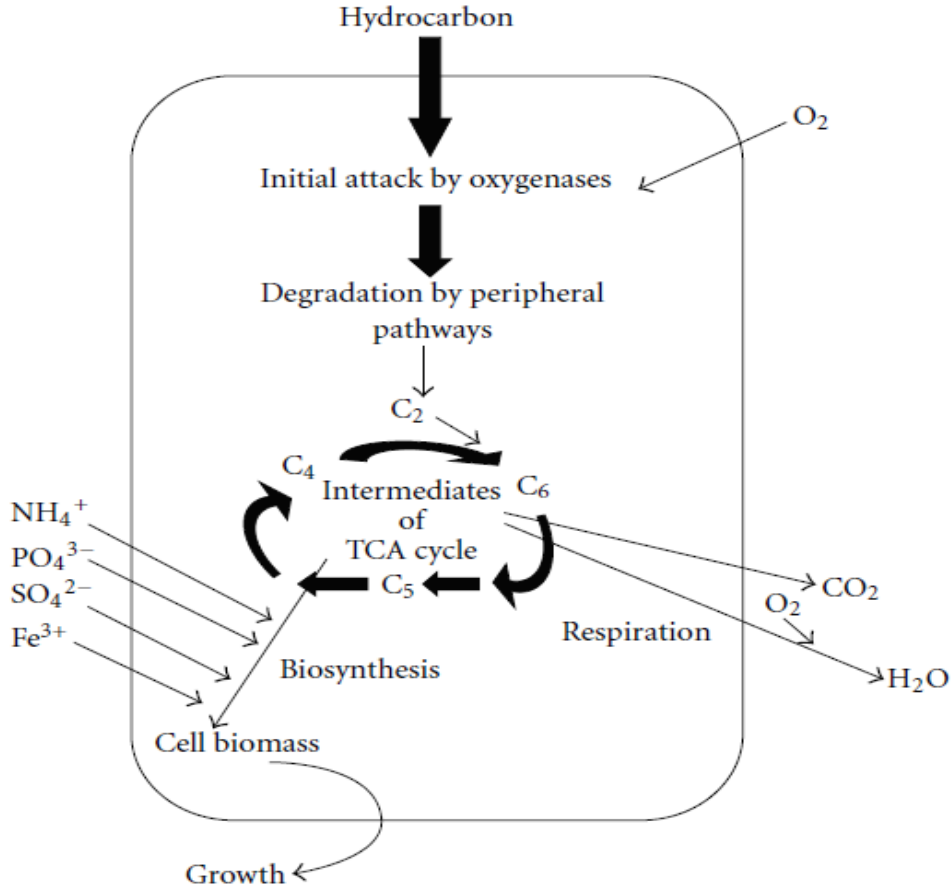 Hydrocarbon
O₂
Initial attack by oxygenases
Degradation by peripheral
pathways
C₂
C₄
C₆
Intermediates
of
TCA cycle
C₅
NH₄⁺
PO₄³⁻
SO₄²⁻
Fe³⁺
CO₂
O₂
Respiration
H₂O
Biosynthesis
Cell biomass
Growth